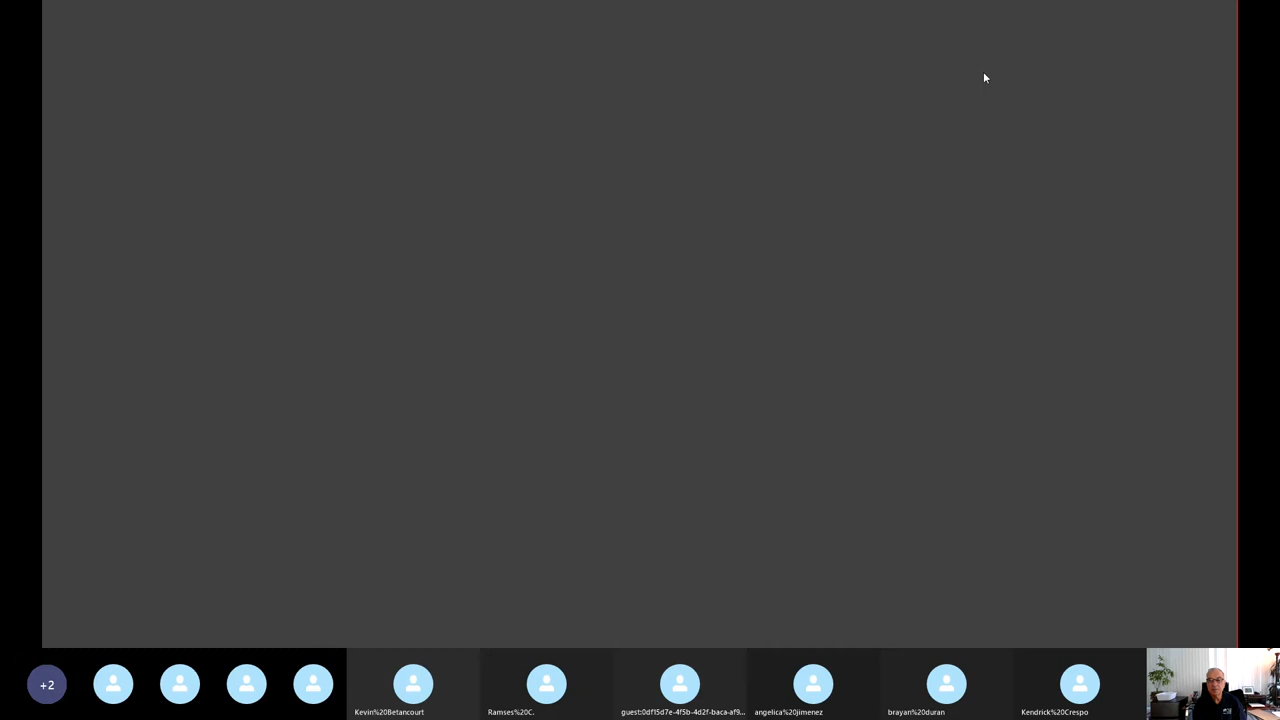 +2
Kevin%20Betancourt
Ramses%20C.
guest:0df15d7e-4f5b-4d2f-baca-af9...
angelica%20jimenez
brayan%20duran
Kendrick%20Crespo